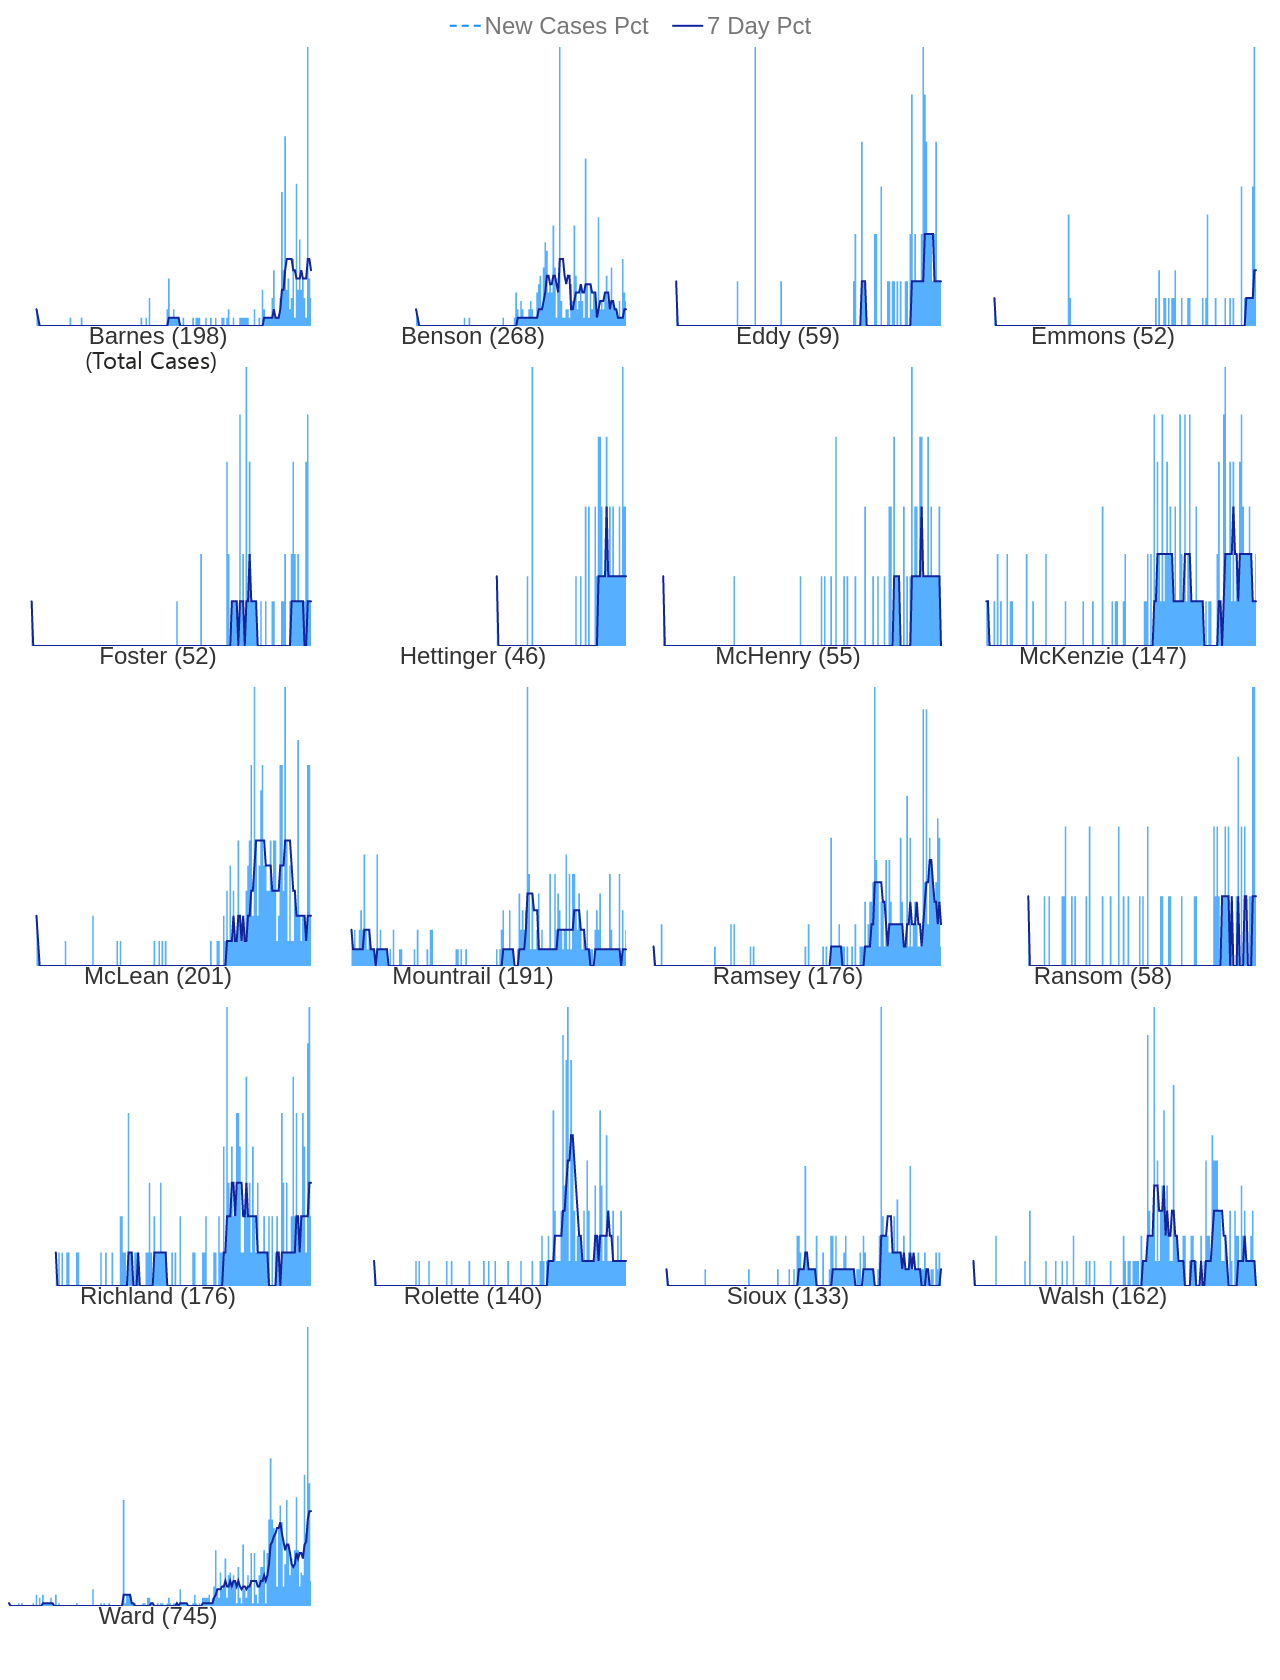 New Cases Pct 7 Day Pct
Barnes (198) Benson (268) Eddy (59) Emmons (52)
(Total Cases)
Foster (52) Hettinger (46) McHenry (55) McKenzie (147)
McLean (201) Mountrail (191) Ramsey (176) Ransom (58)
Richland (176) Rolette (140) Sioux (133) Walsh (162)
Ward (745)